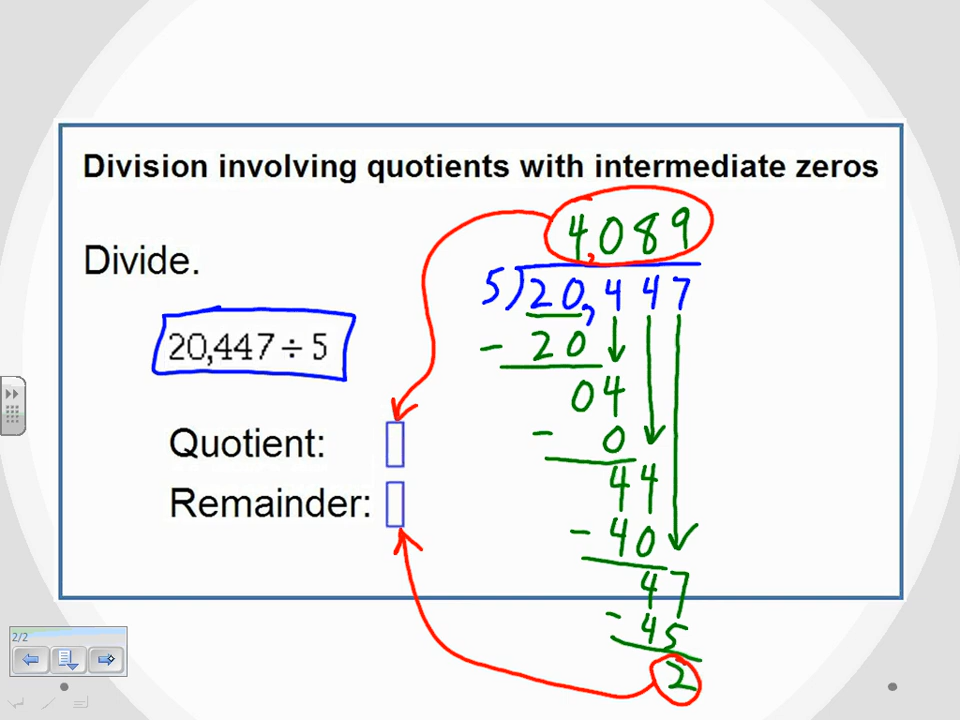 Division involving quotients with intermediate zeros
Divide.
20,447 ÷ 5
Quotient:
Remainder:
4,089
5)20,447
- 20
04
- 0
44
- 40
47
- 45
2
2/2